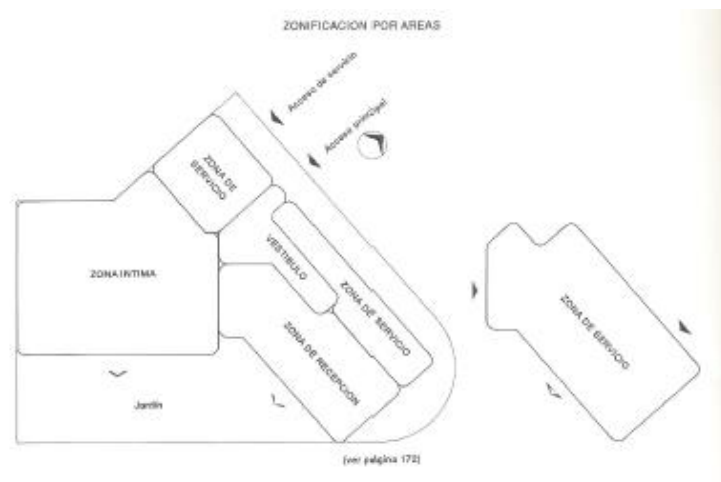 ZONIFICACION POR AREAS
Acceso de servicio
Acceso principal
ZONA DE
SERVICIO
VESTIBULO
ZONA INTIMA
ZONA DE SERVICIO
ZONA DE RECEPCION
ZONA DE SERVICIO
Jardín
(ver página 172)